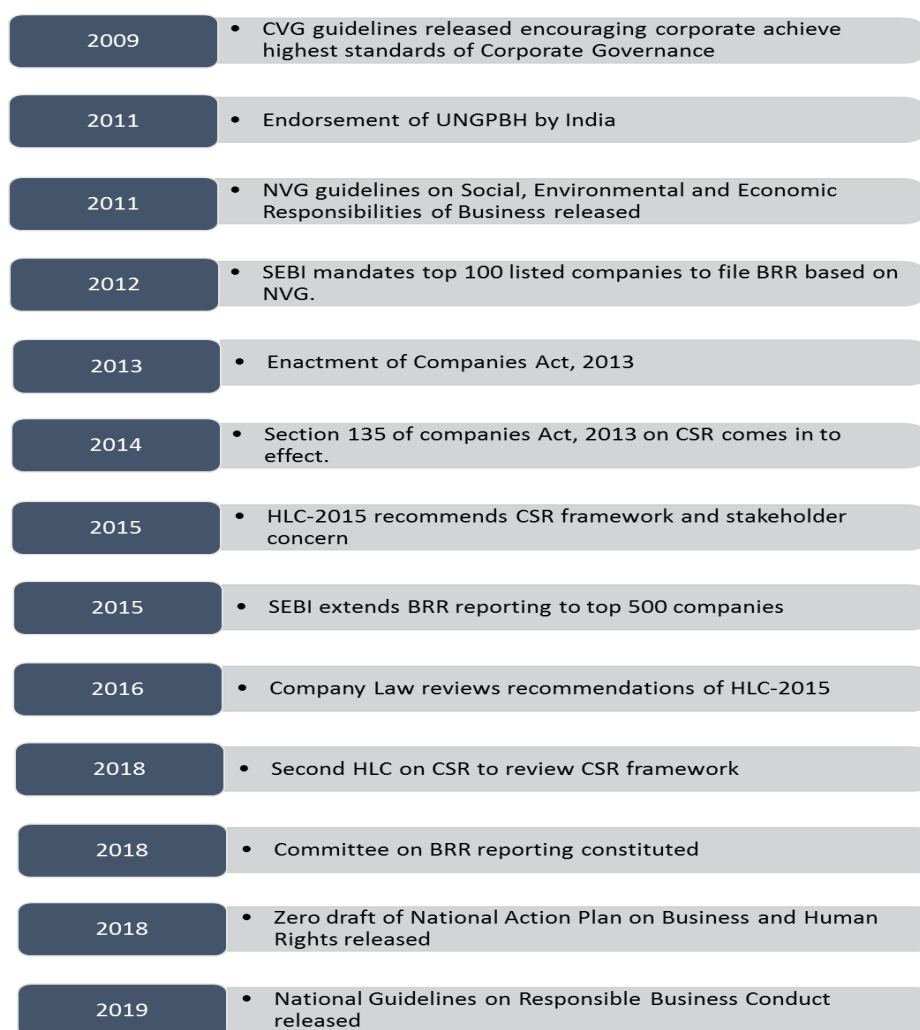 2009
• CVG guidelines released encouraging corporate achieve
highest standards of Corporate Governance
2011
• Endorsement of UNGPBH by India
2011
• NVG guidelines on Social, Environmental and Economic
Responsibilities of Business released
2012
• SEBI mandates top 100 listed companies to file BRR based on
NVG.
2013
• Enactment of Companies Act, 2013
2014
• Section 135 of companies Act, 2013 on CSR comes in to
effect.
2015
• HLC-2015 recommends CSR framework and stakeholder
concern
2015
• SEBI extends BRR reporting to top 500 companies
2016
• Company Law reviews recommendations of HLC-2015
2018
• Second HLC on CSR to review CSR framework
2018
• Committee on BRR reporting constituted
2018
• Zero draft of National Action Plan on Business and Human
Rights released
2019
• National Guidelines on Responsible Business Conduct
released